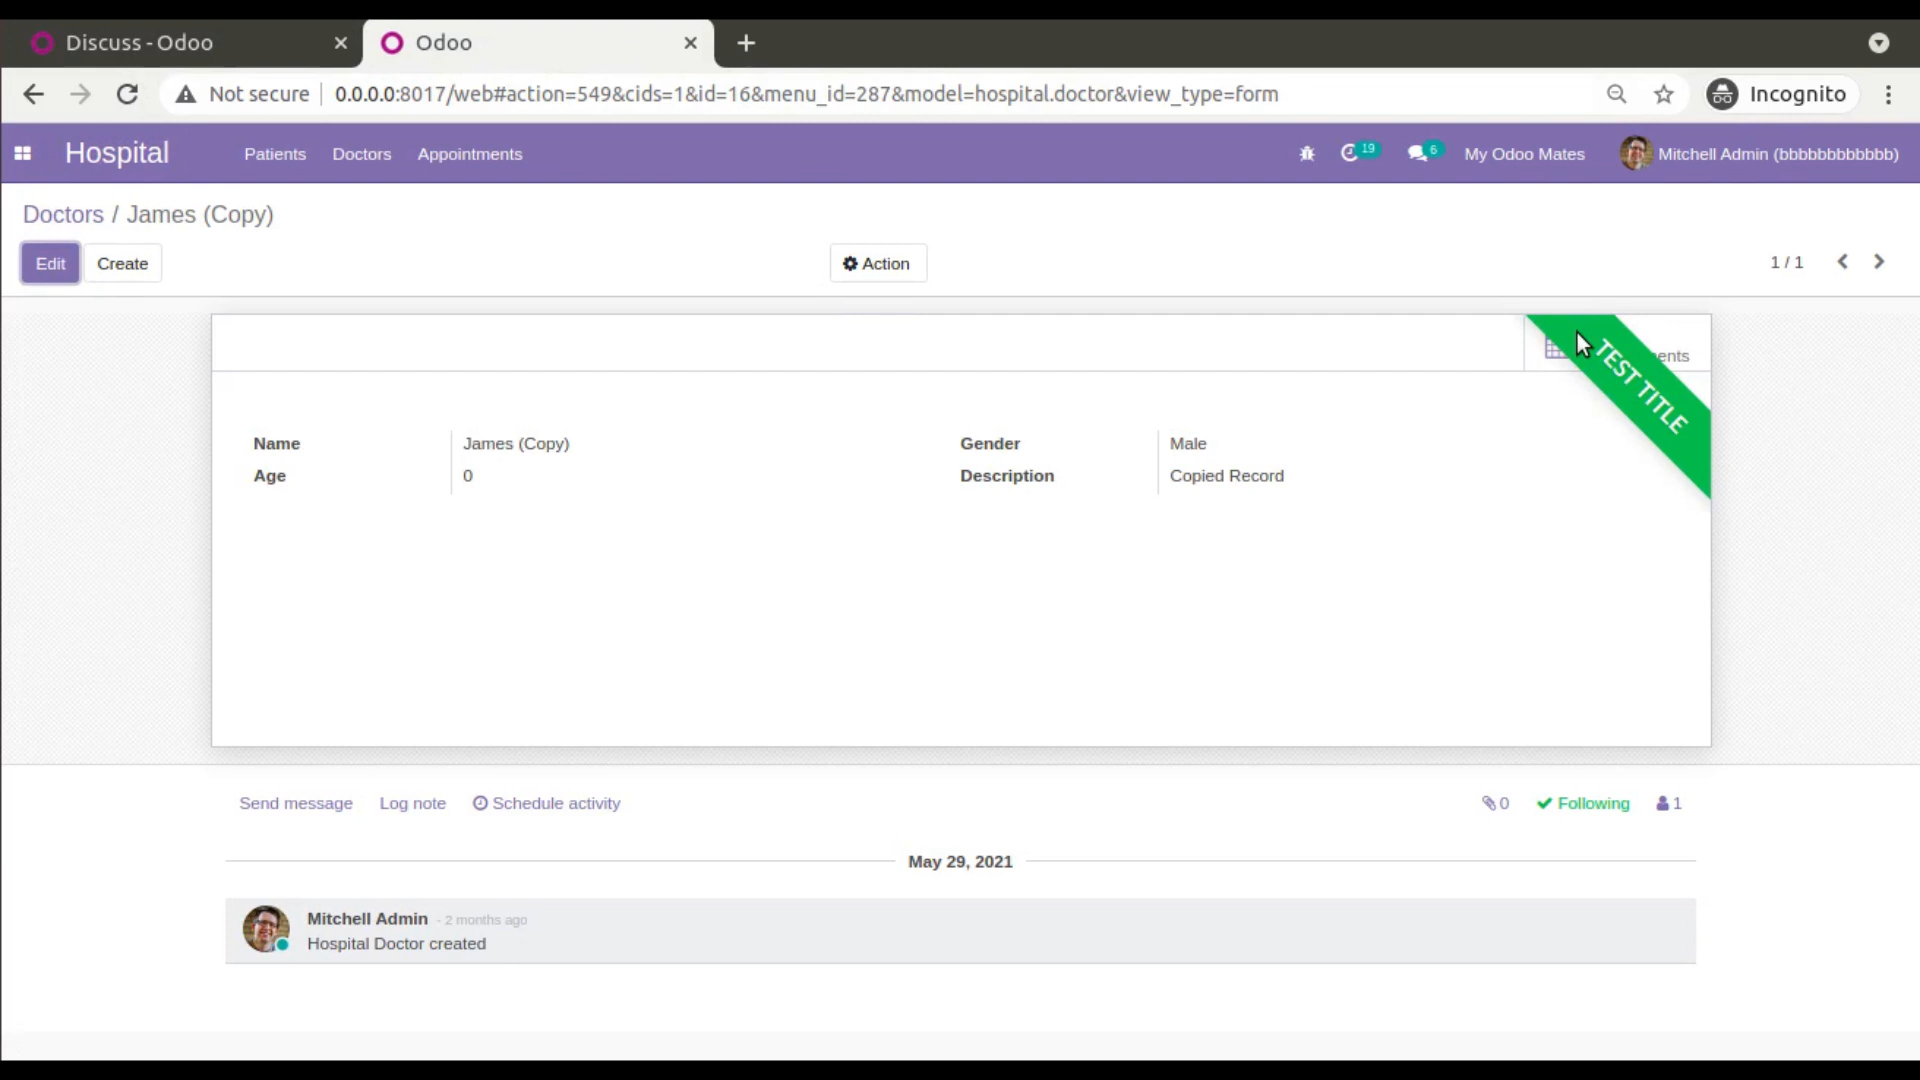 Discuss - Odoo
Odoo
Not secure
0.0.0.0:8017/web#action=549&cids=1&id=16&menu_id=287&model=hospital.doctor&view_type=form
Incognito
Hospital
Patients
Doctors
Appointments
19
6
My Odoo Mates
Mitchell Admin (bbbbbbbbbbbb)
Doctors / James (Copy)
Edit
Create
Action
1 / 1
TEST TITLE
Name
James (Copy)
Gender
Male
Age
0
Description
Copied Record
Send message
Log note
Schedule activity
0
Following
1
May 29, 2021
Mitchell Admin - 2 months ago
Hospital Doctor created